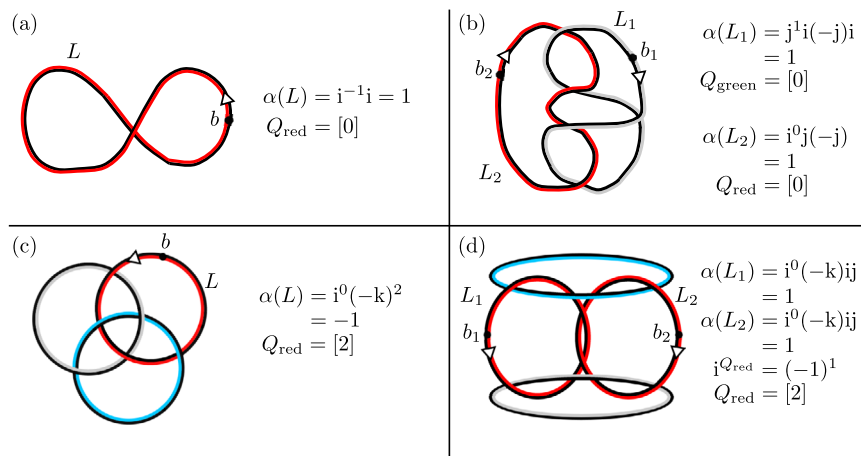 (a)
L
b
α(L) = i⁻¹i = 1
Q_red = [0]
(b)
L₁
b₁
b₂
L₂
α(L₁) = j¹i(−j)i
= 1
Q_green = [0]
α(L₂) = i⁰j(−j)
= 1
Q_red = [0]
(c)
b
L
α(L) = i⁰(−k)²
= −1
Q_red = [2]
(d)
L₁
L₂
b₁
b₂
α(L₁) = i⁰(−k)ij
= 1
α(L₂) = i⁰(−k)ij
= 1
i^{Q_red} = (−1)¹
Q_red = [2]